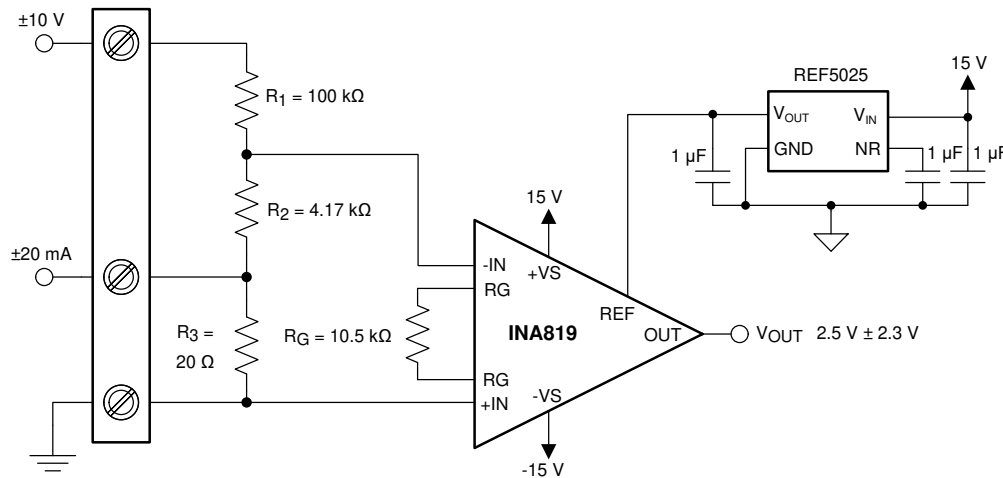 ±10 V
R1 = 100 kΩ
R2 = 4.17 kΩ
±20 mA
R3 =
20 Ω
RG = 10.5 kΩ
-IN
RG
RG
+IN
INA819
15 V
+VS
REF
OUT
-VS
-15 V
VOUT 2.5 V ± 2.3 V
REF5025
VOUT
VIN
GND
NR
15 V
1 µF
1 µF
1 µF